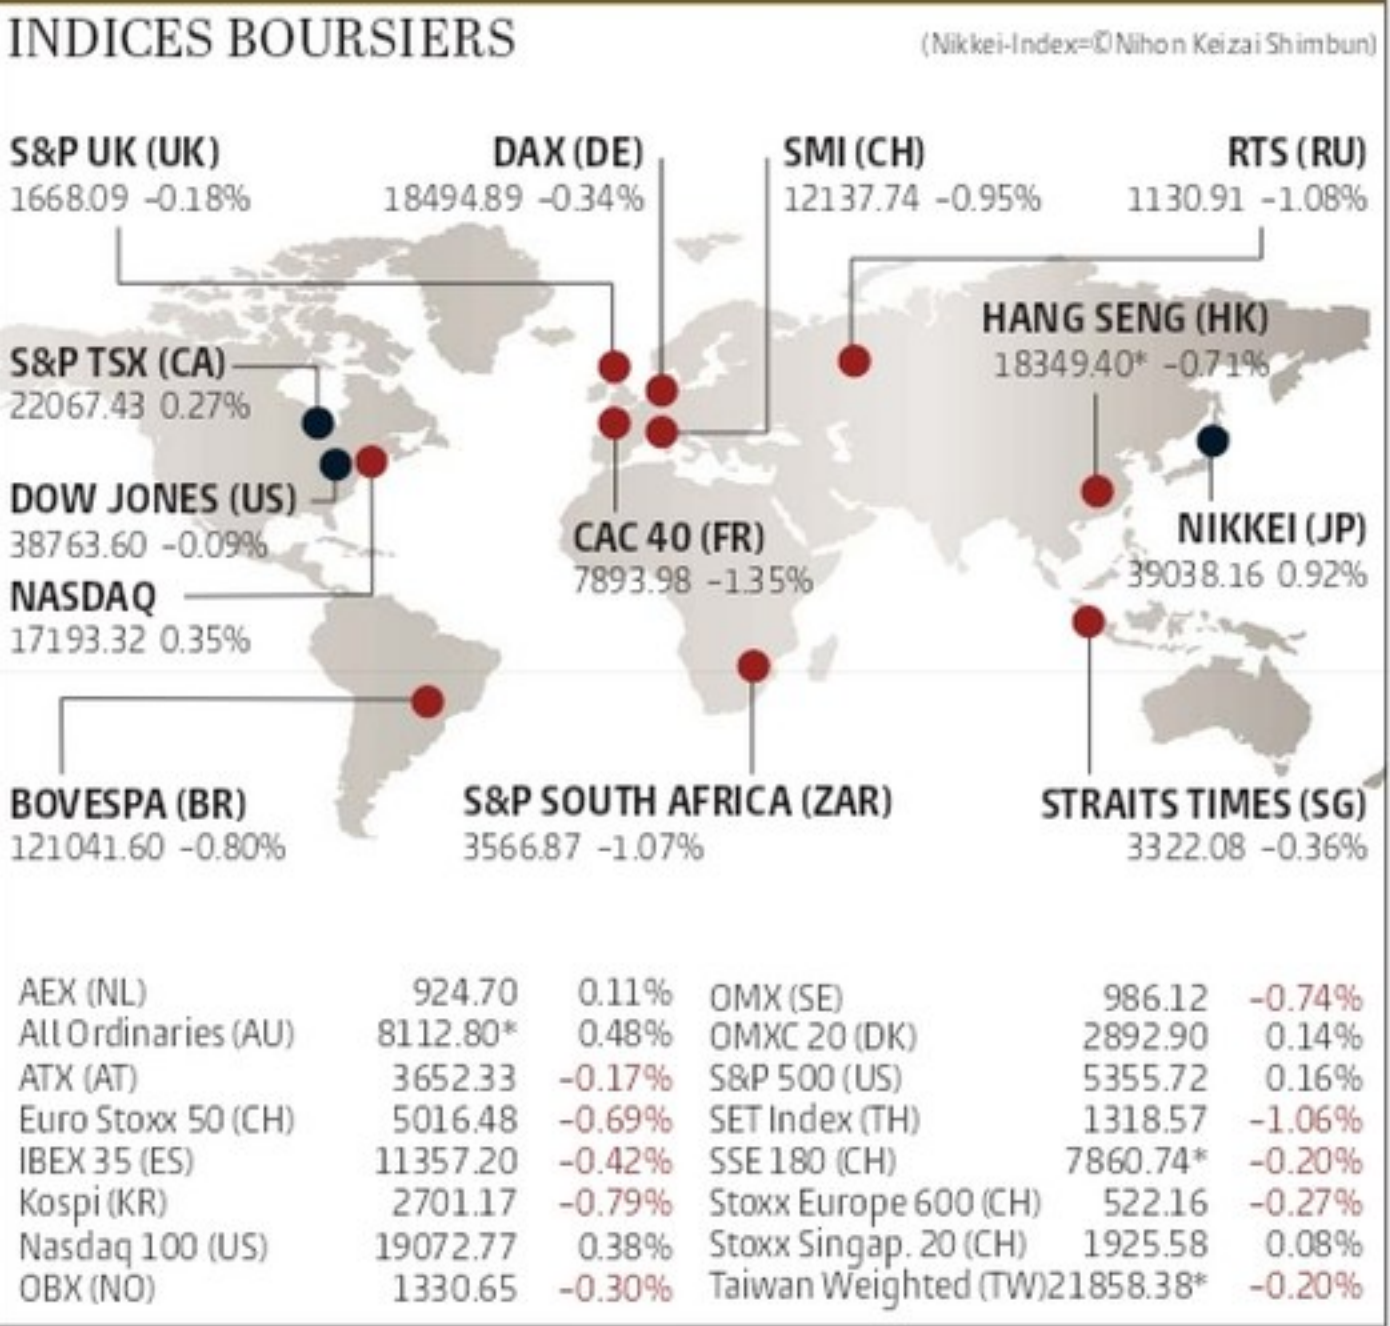 INDICES BOURSIERS
(Nikkei-Index=©Nihon Keizai Shimbun)
S&P UK (UK)
1668.09 -0.18%
DAX (DE)
18494.89 -0.34%
SMI (CH)
12137.74 -0.95%
RTS (RU)
1130.91 -1.08%
HANG SENG (HK)
18349.40* -0.71%
S&P TSX (CA)
22067.43 0.27%
DOW JONES (US)
38763.60 -0.09%
NASDAQ
17193.32 0.35%
CAC 40 (FR)
7893.98 -1.35%
NIKKEI (JP)
39038.16 0.92%
BOVESPA (BR)
121041.60 -0.80%
S&P SOUTH AFRICA (ZAR)
3566.87 -1.07%
STRAITS TIMES (SG)
3322.08 -0.36%
AEX (NL) 924.70 0.11%
All Ordinaries (AU) 8112.80* 0.48%
ATX (AT) 3652.33 -0.17%
Euro Stoxx 50 (CH) 5016.48 -0.69%
IBEX 35 (ES) 11357.20 -0.42%
Kospi (KR) 2701.17 -0.79%
Nasdaq 100 (US) 19072.77 0.38%
OBX (NO) 1330.65 -0.30%
OMX (SE) 986.12 -0.74%
OMXC 20 (DK) 2892.90 0.14%
S&P 500 (US) 5355.72 0.16%
SET Index (TH) 1318.57 -1.06%
SSE 180 (CH) 7860.74* -0.20%
Stoxx Europe 600 (CH) 522.16 -0.27%
Stoxx Singap. 20 (CH) 1925.58 0.08%
Taiwan Weighted (TW) 21858.38* -0.20%